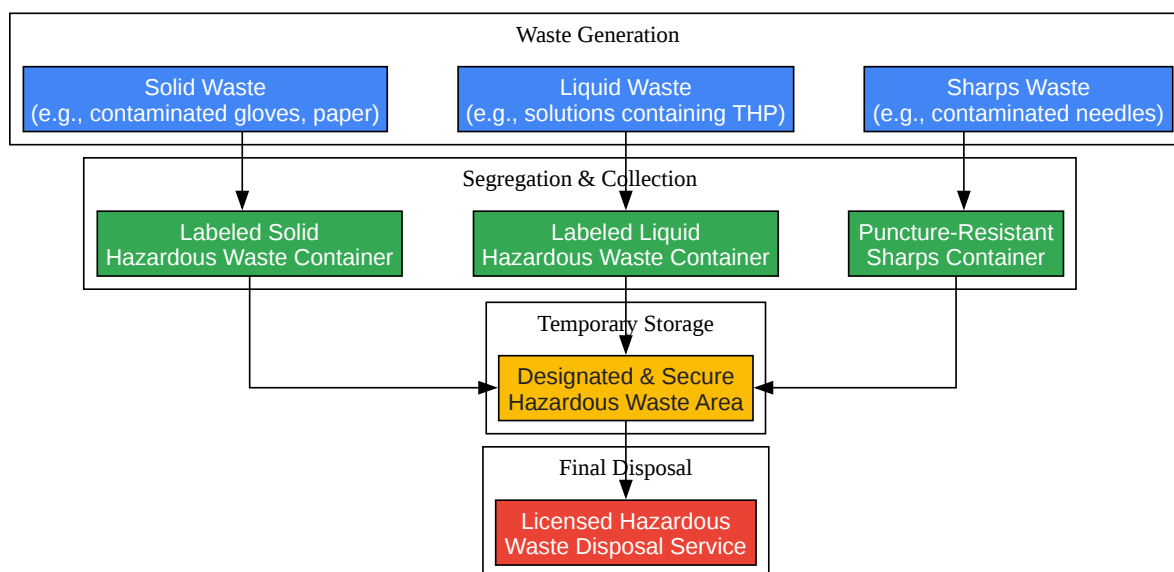 Waste Generation
Solid Waste
(e.g., contaminated gloves, paper)
Liquid Waste
(e.g., solutions containing THP)
Sharps Waste
(e.g., contaminated needles)
Segregation & Collection
Labeled Solid
Hazardous Waste Container
Labeled Liquid
Hazardous Waste Container
Puncture-Resistant
Sharps Container
Temporary Storage
Designated & Secure
Hazardous Waste Area
Final Disposal
Licensed Hazardous
Waste Disposal Service